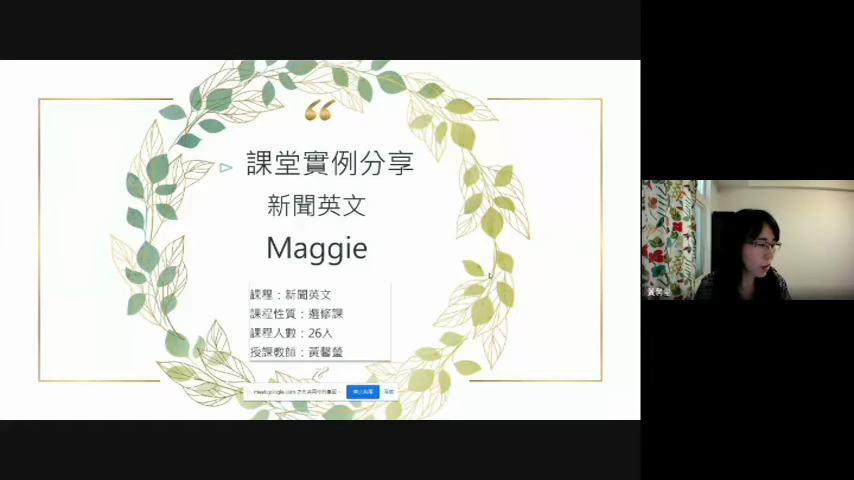 “
課堂實例分享
新聞英文
Maggie
課程：新聞英文
課程性質：選修課
課程人數：26人
授課教師：黃馨瑩